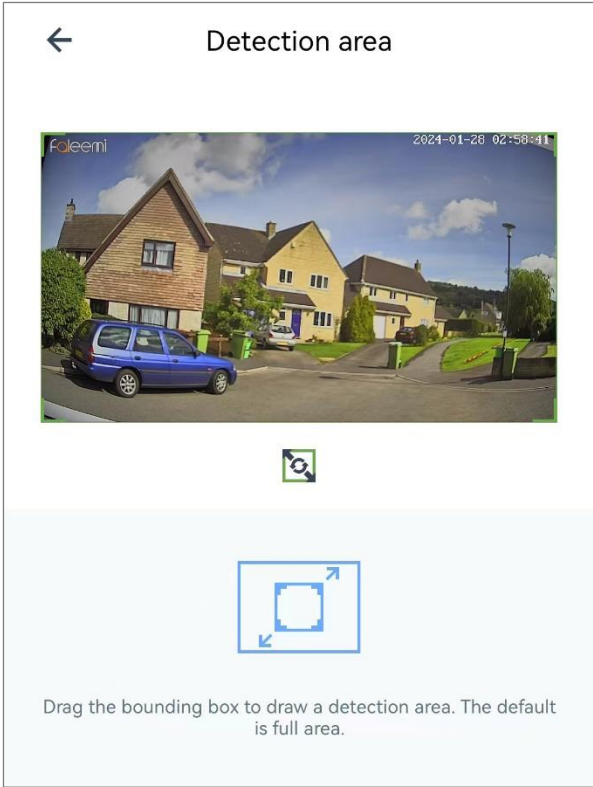 Detection area
Faleemi
2024-01-28 02:58:41
Drag the bounding box to draw a detection area. The default
is full area.